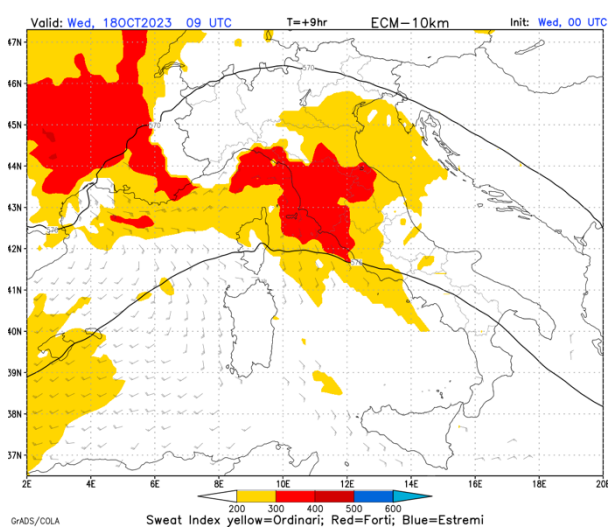 Valid: Wed, 18OCT2023 09 UTC T=+9hr ECM-10km Init: Wed, 00 UTC
47N
46N
45N
44N
43N
42N
41N
40N
39N
38N
37N
570
576
2E 4E 6E 8E 10E 12E 14E 16E 18E 20E
200 300 400 500 600
GrADS/COLA Sweat Index yellow=Ordinari; Red=Forti; Blue=Estremi